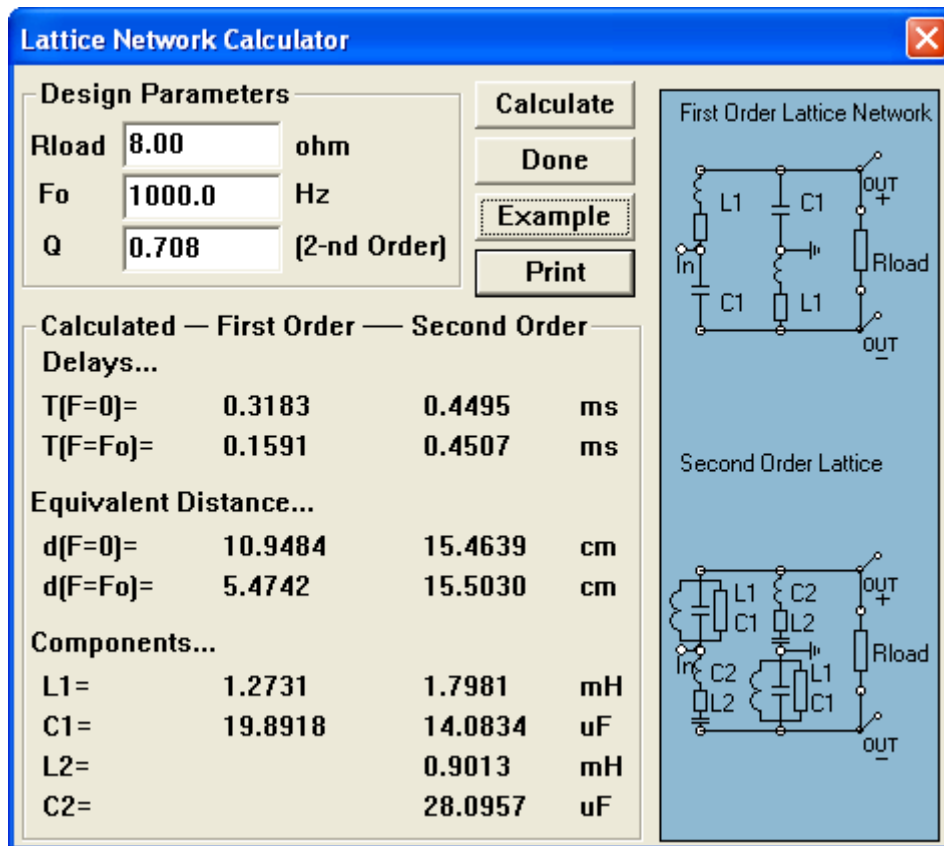 Lattice Network Calculator
Design Parameters
Rload 8.00 ohm
Fo 1000.0 Hz
Q 0.708 (2-nd Order)
Calculate
Done
Example
Print
Calculated — First Order — Second Order
Delays...
T(F=0)= 0.3183 0.4495 ms
T(F=Fo)= 0.1591 0.4507 ms
Equivalent Distance...
d(F=0)= 10.9484 15.4639 cm
d(F=Fo)= 5.4742 15.5030 cm
Components...
L1= 1.2731 1.7981 mH
C1= 19.8918 14.0834 uF
L2= 0.9013 mH
C2= 28.0957 uF
First Order Lattice Network
OUT
+
L1 C1
In
Rload
C1 L1
OUT
-
Second Order Lattice
OUT
+
L1 C2
C1 L2
In
Rload
C2 L1
L2 C1
OUT
-